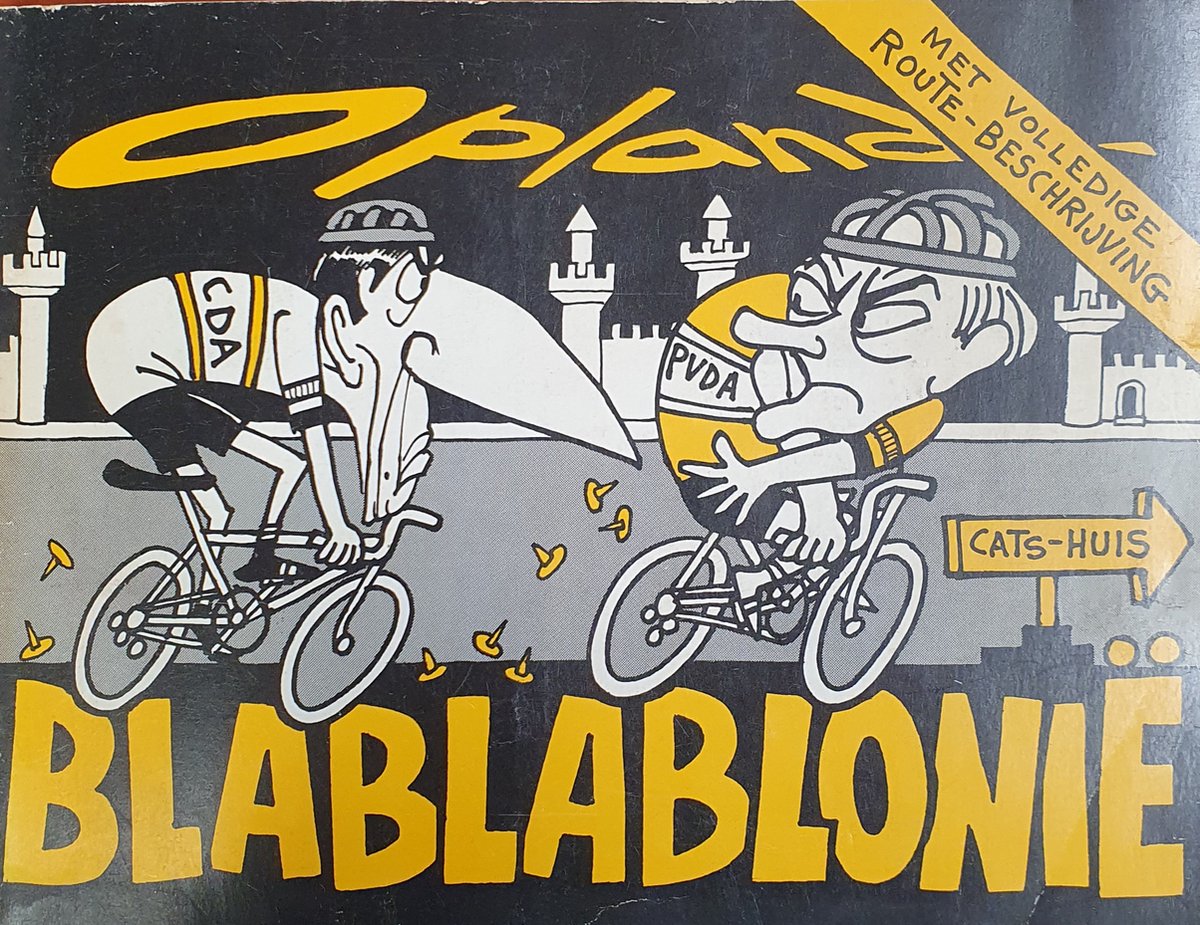 Opland
MET VOLLEDIGE
ROUTE-BESCHRIJVING
CDA
PVDA
CATS-HUIS
BLABLABLONIË